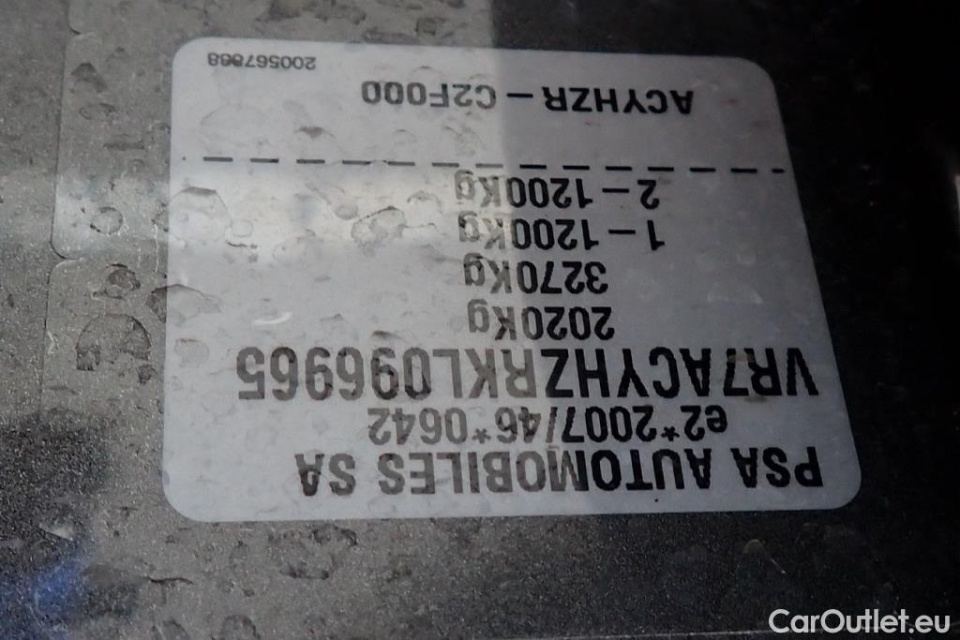 PSA AUTOMOBILES SA
e2*2007/46*0642
VR7ACYHZRKL096965
2020Kg
3270Kg
1-1200Kg
2-1200Kg
ACYHZR-C2F000
200567868
CarOutlet.eu